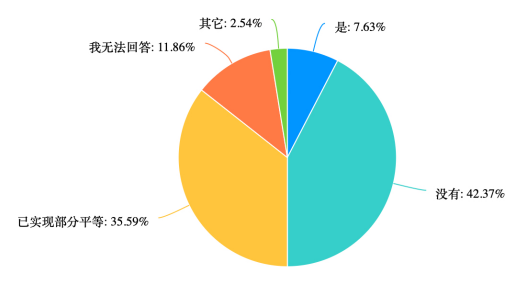 其它: 2.54%
是: 7.63%
我无法回答: 11.86%
没有: 42.37%
已实现部分平等: 35.59%